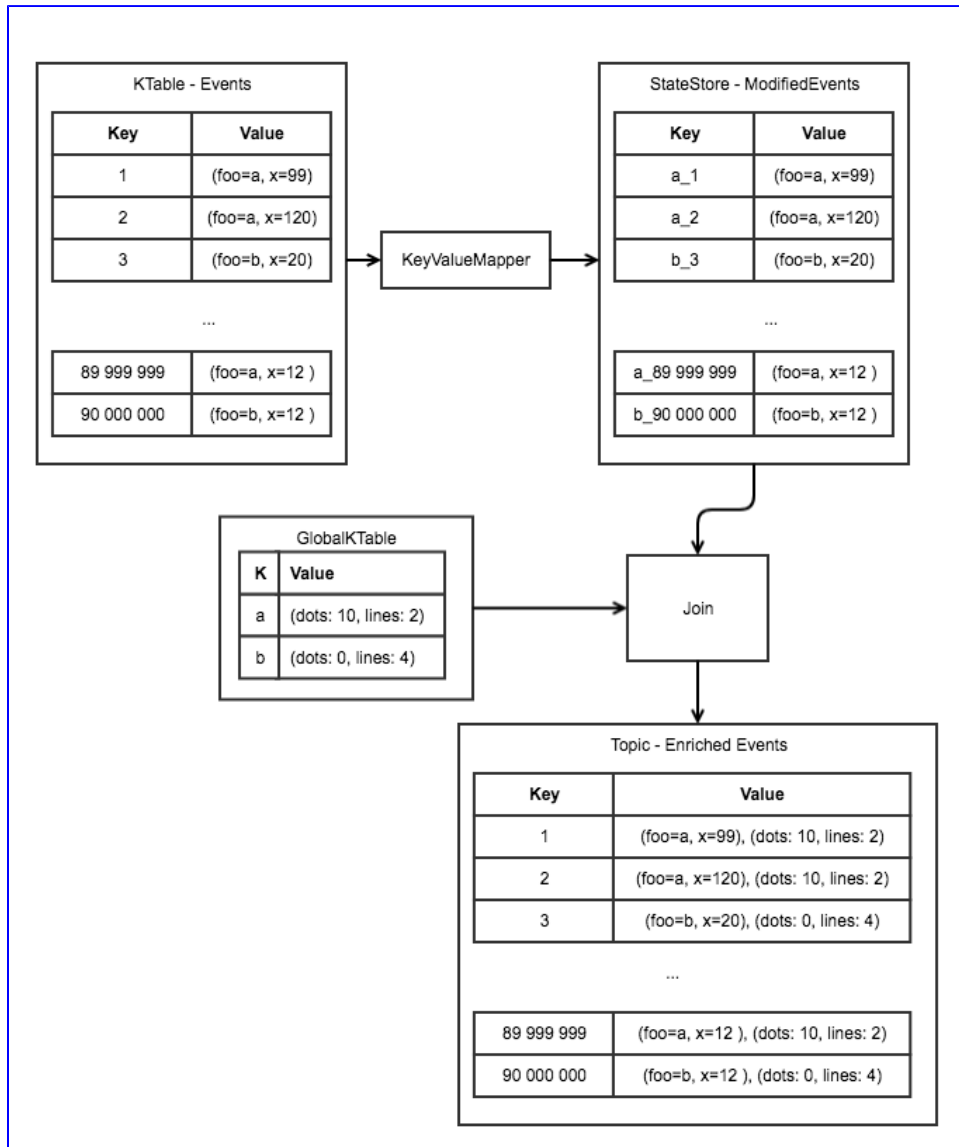 KTable - Events
Key Value
1 (foo=a, x=99)
2 (foo=a, x=120)
3 (foo=b, x=20)
...
89 999 999 (foo=a, x=12 )
90 000 000 (foo=b, x=12 )
KeyValueMapper
StateStore - ModifiedEvents
Key Value
a_1 (foo=a, x=99)
a_2 (foo=a, x=120)
b_3 (foo=b, x=20)
...
a_89 999 999 (foo=a, x=12 )
b_90 000 000 (foo=b, x=12 )
GlobalKTable
K Value
a (dots: 10, lines: 2)
b (dots: 0, lines: 4)
Join
Topic - Enriched Events
Key Value
1 (foo=a, x=99), (dots: 10, lines: 2)
2 (foo=a, x=120), (dots: 10, lines: 2)
3 (foo=b, x=20), (dots: 0, lines: 4)
...
89 999 999 (foo=a, x=12 ), (dots: 10, lines: 2)
90 000 000 (foo=b, x=12 ), (dots: 0, lines: 4)